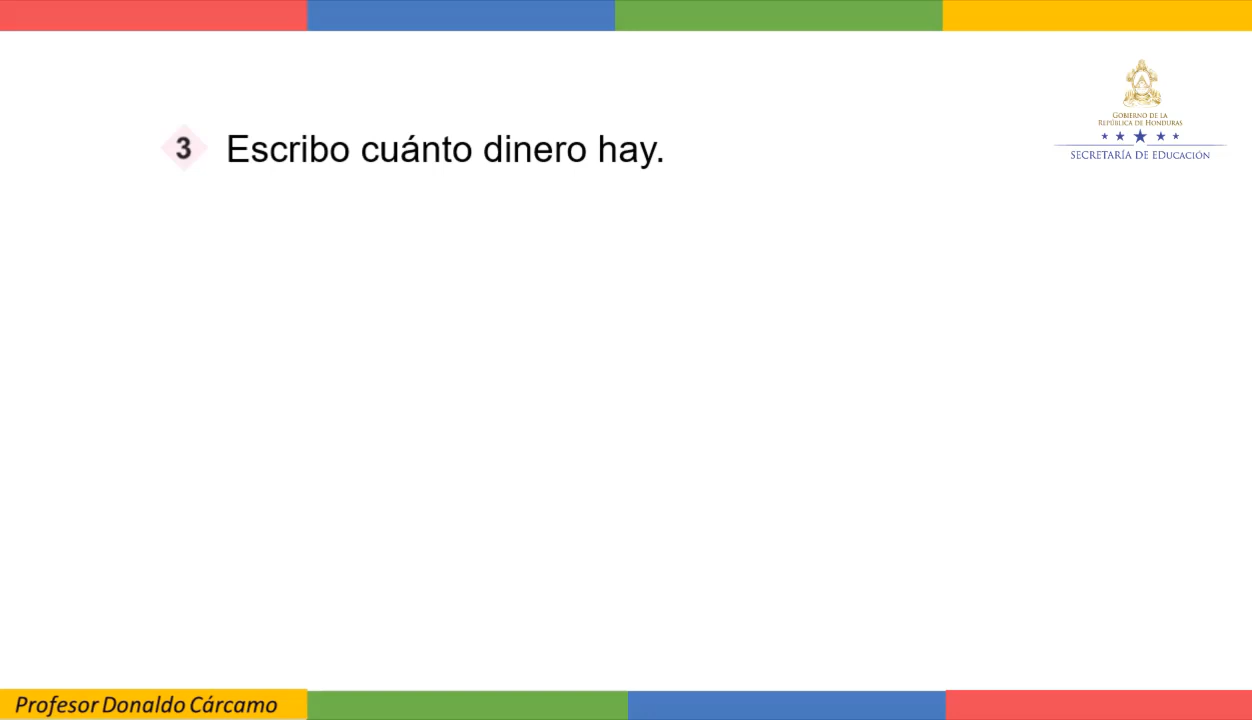 GOBIERNO DE LA
REPÚBLICA DE HONDURAS
SECRETARÍA DE EDUCACIÓN
3 Escribo cuánto dinero hay.
Profesor Donaldo Cárcamo